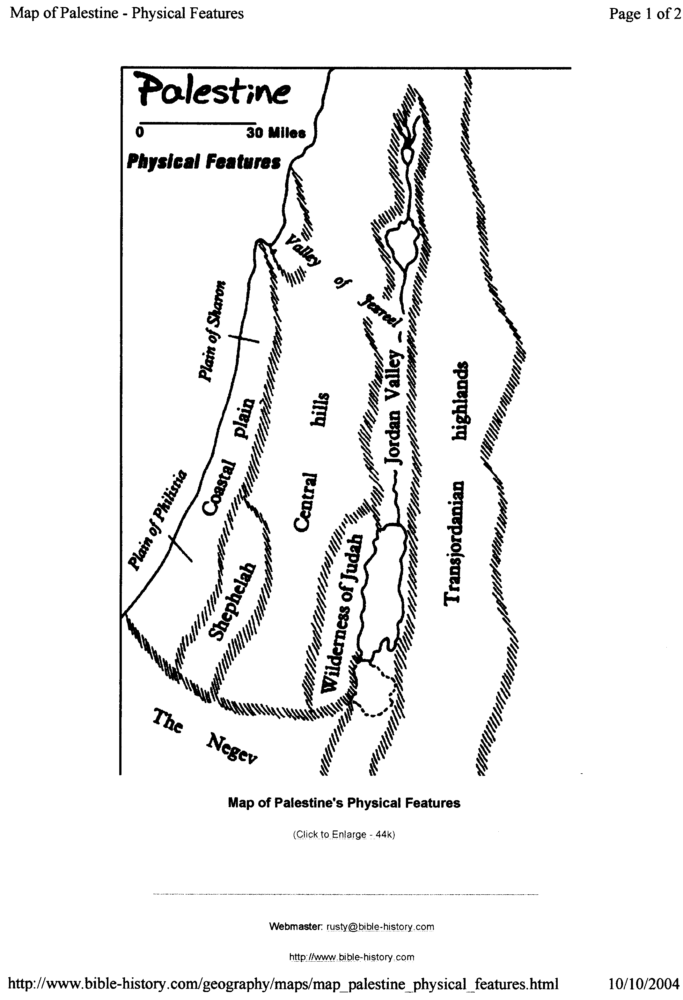 Map of Palestine - Physical Features
Page 1 of 2
Palestine
0 30 Miles
Physical Features
Valley of Jezreel
Plain of Sharon
Jordan Valley
Coastal plain
Central hills
Transjordanian highlands
Plain of Philistia
Shephelah
Wilderness of Judah
The Negev
Map of Palestine's Physical Features
(Click to Enlarge - 44k)
Webmaster: rusty@bible-history.com
http://www.bible-history.com
http://www.bible-history.com/geography/maps/map_palestine_physical_features.html
10/10/2004